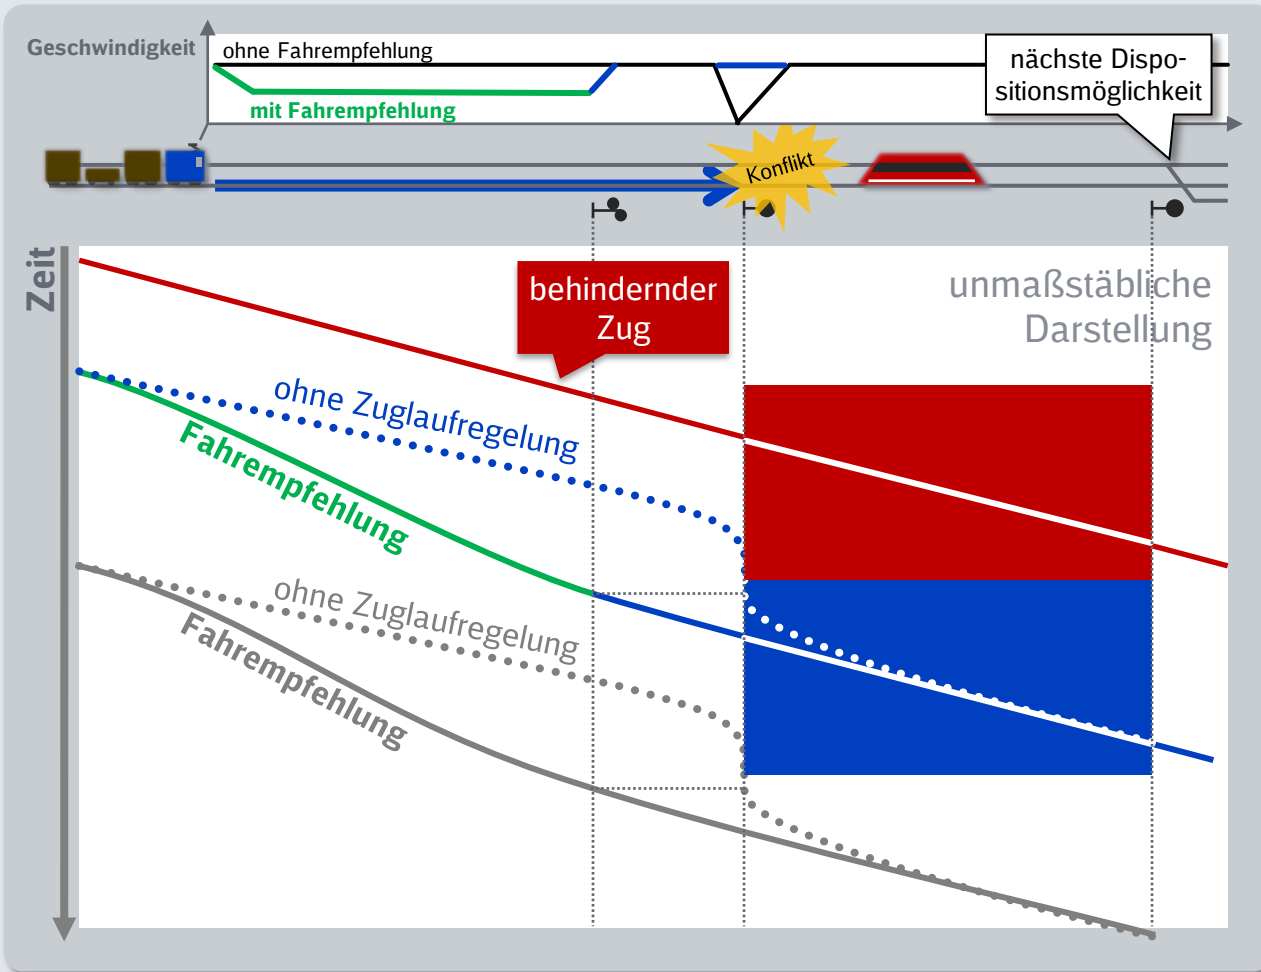 Geschwindigkeit
ohne Fahrempfehlung
mit Fahrempfehlung
nächste Dispo-
sitionsmöglichkeit
Konflikt
Zeit
behindernder
Zug
unmaßstäbliche
Darstellung
ohne Zuglaufregelung
Fahrempfehlung
ohne Zuglaufregelung
Fahrempfehlung